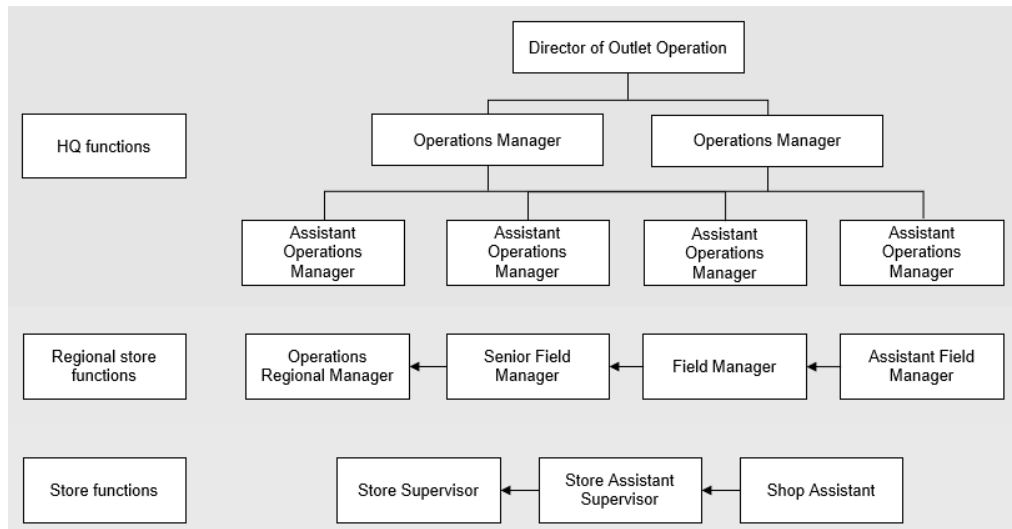 Director of Outlet Operation
HQ functions
Operations Manager
Operations Manager
Assistant
Operations
Manager
Assistant
Operations
Manager
Assistant
Operations
Manager
Assistant
Operations
Manager
Regional store
functions
Operations
Regional Manager
Senior Field
Manager
Field Manager
Assistant Field
Manager
Store functions
Store Supervisor
Store Assistant
Supervisor
Shop Assistant